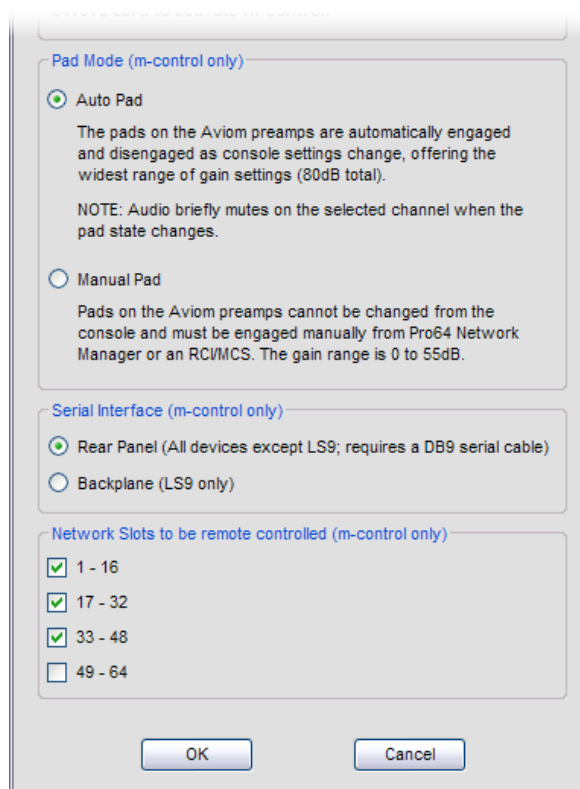 Pad Mode (m-control only)
Auto Pad
The pads on the Aviom preamps are automatically engaged
and disengaged as console settings change, offering the
widest range of gain settings (80dB total).
NOTE: Audio briefly mutes on the selected channel when the
pad state changes.
Manual Pad
Pads on the Aviom preamps cannot be changed from the
console and must be engaged manually from Pro64 Network
Manager or an RCI/MCS. The gain range is 0 to 55dB.
Serial Interface (m-control only)
Rear Panel (All devices except LS9; requires a DB9 serial cable)
Backplane (LS9 only)
Network Slots to be remote controlled (m-control only)
1 - 16
17 - 32
33 - 48
49 - 64
OK Cancel